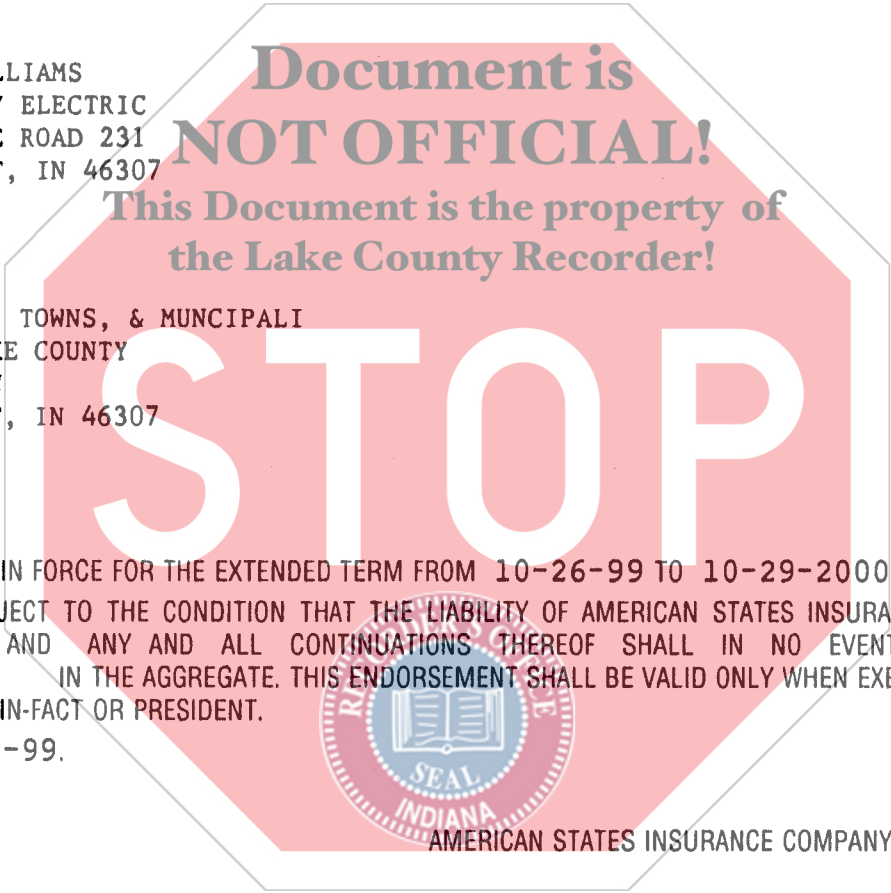 LLIAMS
Y ELECTRIC
E ROAD 231
T, IN 46307
Document is
NOT OFFICIAL!
This Document is the property of
the Lake County Recorder!
TOWNS, & MUNCIPALI
KE COUNTY
T, IN 46307
STOP
IN FORCE FOR THE EXTENDED TERM FROM 10-26-99 TO 10-29-2000
JECT TO THE CONDITION THAT THE LIABILITY OF AMERICAN STATES INSURA
AND ANY AND ALL CONTINUATIONS THEREOF SHALL IN NO EVENT
IN THE AGGREGATE. THIS ENDORSEMENT SHALL BE VALID ONLY WHEN EXE
IN-FACT OR PRESIDENT.
-99.
RECORDER'S OFFICE
SEAL
INDIANA
AMERICAN STATES INSURANCE COMPANY